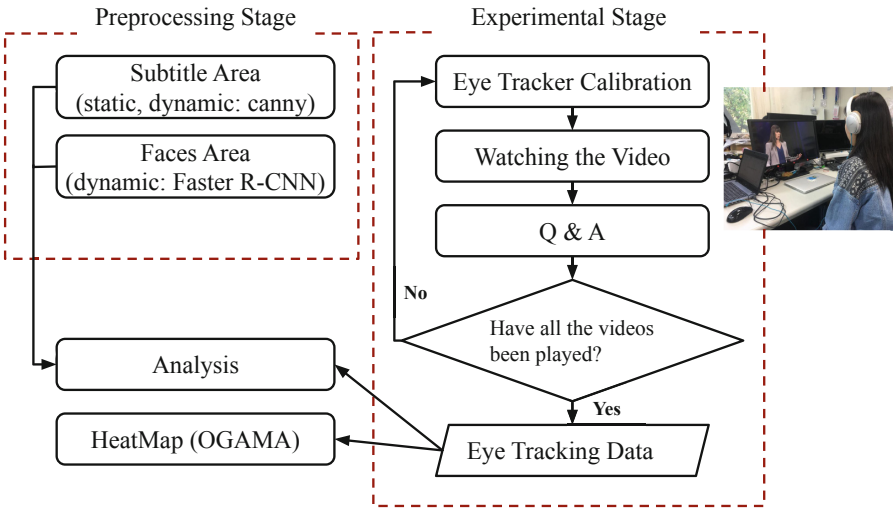 Preprocessing Stage
Subtitle Area
(static, dynamic: canny)
Faces Area
(dynamic: Faster R-CNN)
Analysis
HeatMap (OGAMA)
Experimental Stage
Eye Tracker Calibration
Watching the Video
Q & A
No
Have all the videos
been played?
Yes
Eye Tracking Data